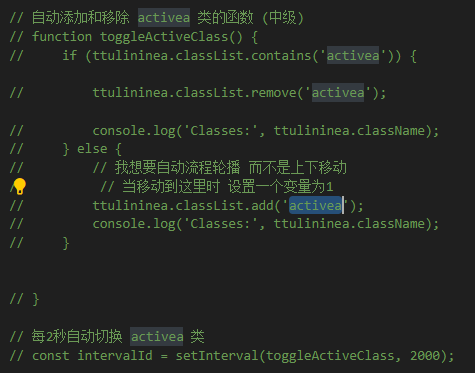 // 自动添加和移除 activea 类的函数 (中级)
// function toggleActiveClass() {
//     if (ttulininea.classList.contains('activea')) {
//         ttulininea.classList.remove('activea');
//         console.log('Classes:', ttulininea.className);
//     } else {
//         // 我想要自动流程轮播 而不是上下移动
//          // 当移动到这里时 设置一个变量为1
//         ttulininea.classList.add('activea');
//         console.log('Classes:', ttulininea.className);
//     }
// }
// 每2秒自动切换 activea 类
// const intervalId = setInterval(toggleActiveClass, 2000);